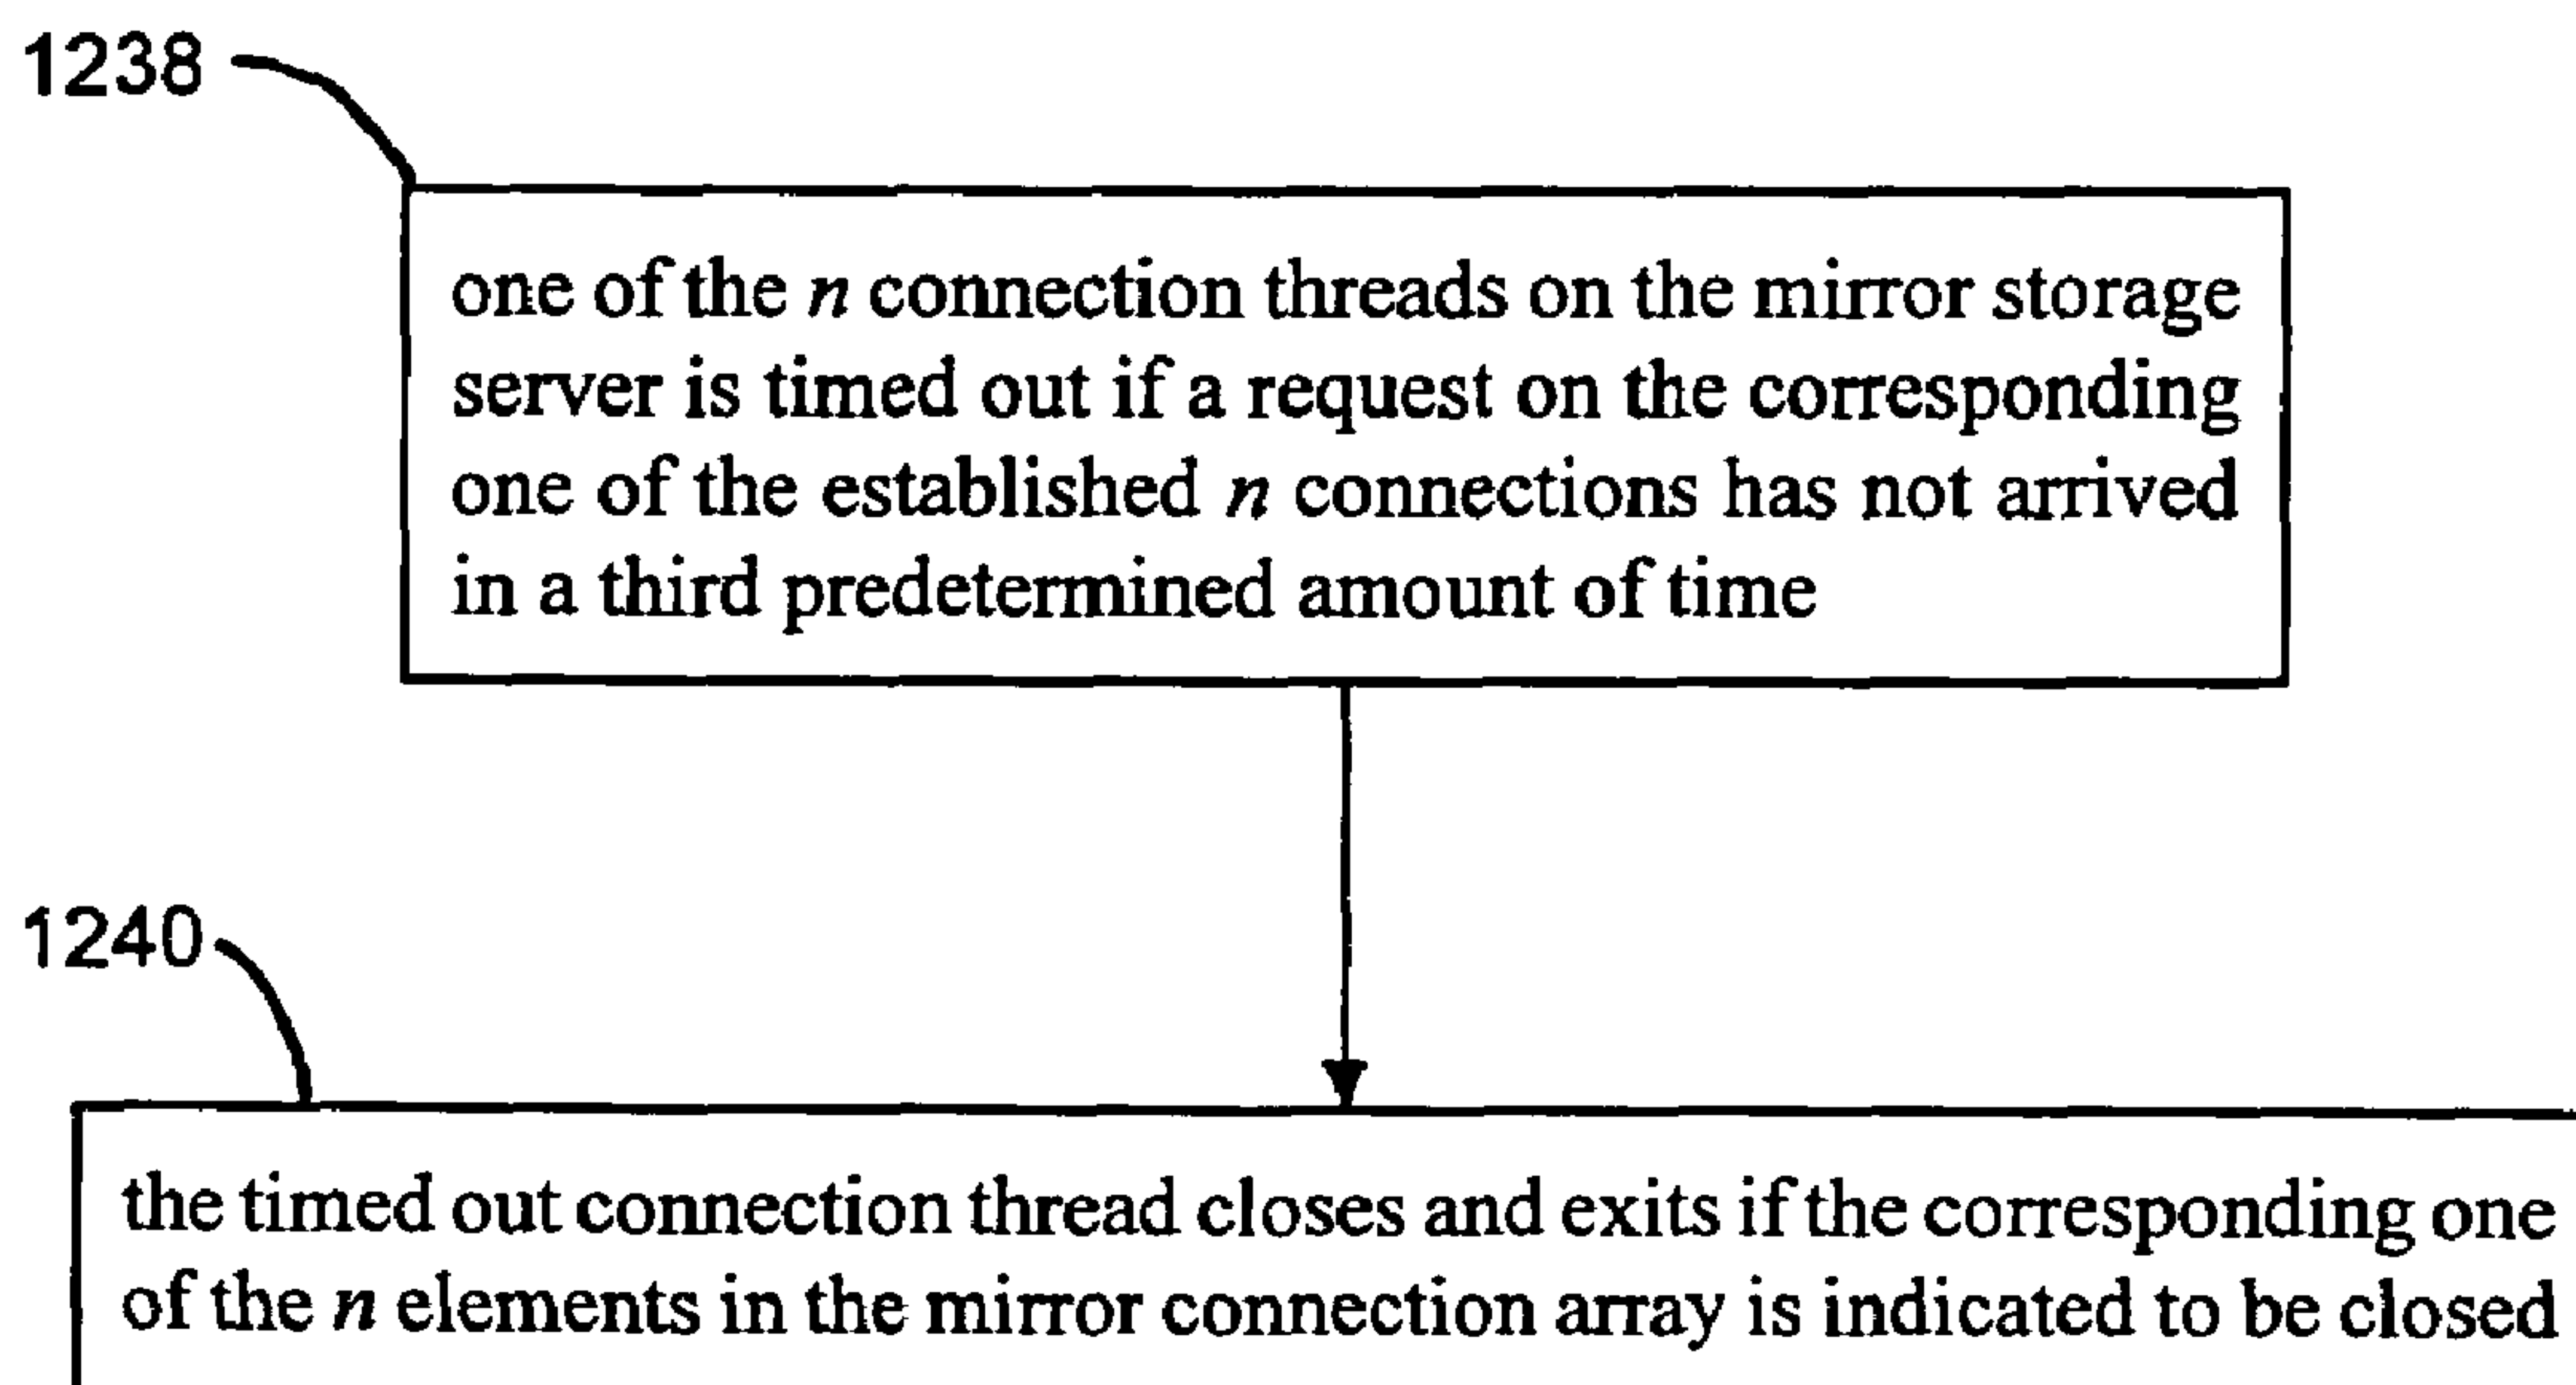 1238
one of the n connection threads on the mirror storage
server is timed out if a request on the corresponding
one of the established n connections has not arrived
in a third predetermined amount of time
1240
the timed out connection thread closes and exits if the corresponding one
of the n elements in the mirror connection array is indicated to be closed